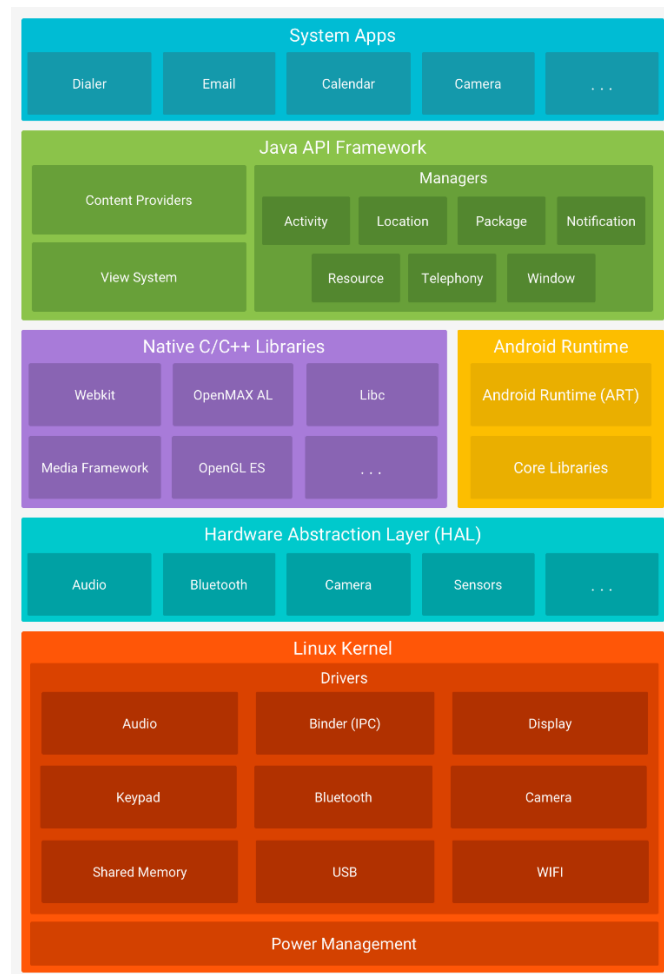 System Apps
Dialer
Email
Calendar
Camera
. . .
Java API Framework
Content Providers
View System
Managers
Activity
Location
Package
Notification
Resource
Telephony
Window
Native C/C++ Libraries
Webkit
OpenMAX AL
Libc
Media Framework
OpenGL ES
. . .
Android Runtime
Android Runtime (ART)
Core Libraries
Hardware Abstraction Layer (HAL)
Audio
Bluetooth
Camera
Sensors
. . .
Linux Kernel
Drivers
Audio
Binder (IPC)
Display
Keypad
Bluetooth
Camera
Shared Memory
USB
WIFI
Power Management